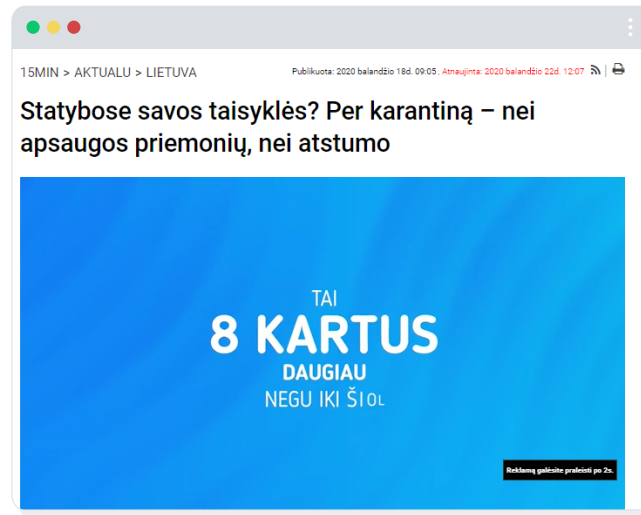 15MIN > AKTUALU > LIETUVA
Publikuota: 2020 balandžio 18d. 09:05, Atnaujinta: 2020 balandžio 22d. 12:07
Statybose savos taisyklės? Per karantiną – nei
apsaugos priemonių, nei atstumo
TAI
8 KARTUS
DAUGIAU
NEGU IKI ŠIOL
Reklamą galėsite praleisti po 2s.